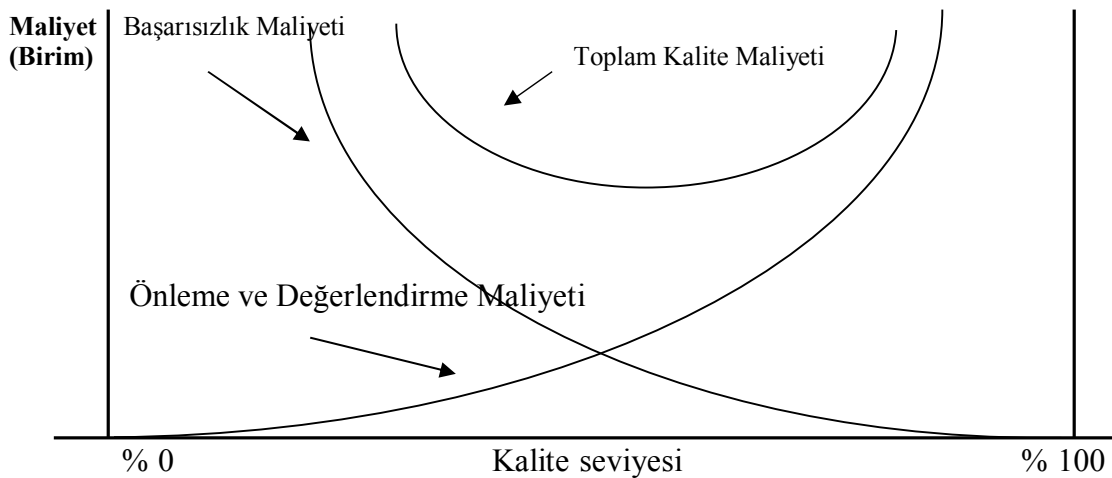 Maliyet
(Birim)
Başarısızlık Maliyeti
Toplam Kalite Maliyeti
Önleme ve Değerlendirme Maliyeti
% 0
Kalite seviyesi
% 100